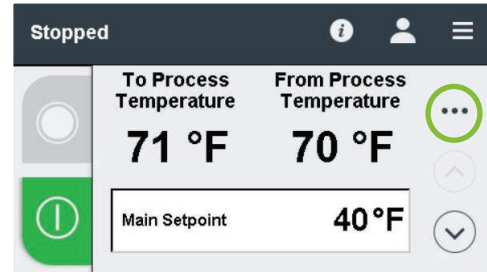 Stopped
To Process From Process
Temperature Temperature
71 °F 70 °F
Main Setpoint 40°F